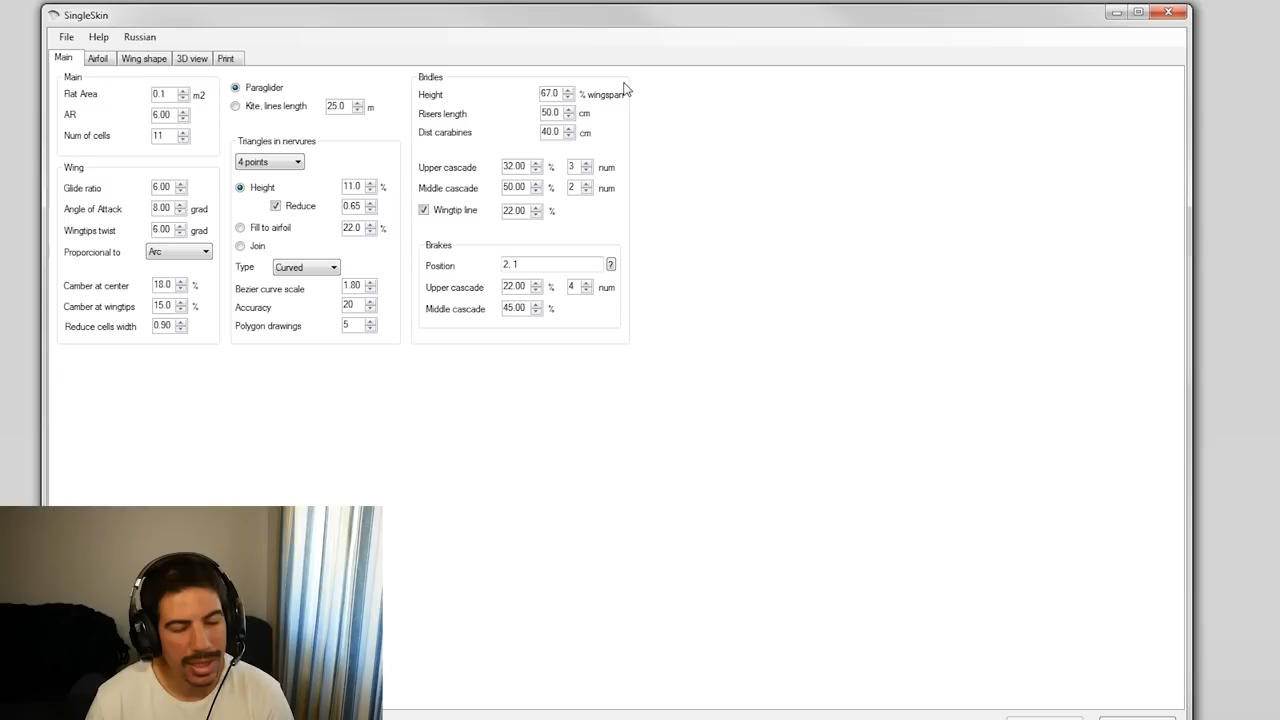 SingleSkin
File Help Russian
Main Airfoil Wing shape 3D view Print
Main
Flat Area 0.1 m2
AR 6.00
Num of cells 11
Wing
Glide ratio 6.00
Angle of Attack 8.00 grad
Wingtips twist 6.00 grad
Proporcional to Arc
Camber at center 18.0 %
Camber at wingtips 15.0 %
Reduce cells width 0.90
Paraglider
Kite, lines length 25.0 m
Triangles in nervures
4 points
Height 11.0 %
Reduce 0.65
Fill to airfoil 22.0 %
Join
Type Curved
Bezier curve scale 1.80
Accuracy 20
Polygon drawings 5
Bridles
Height 67.0 % wingspan
Risers length 50.0 cm
Dist carabines 40.0 cm
Upper cascade 32.00 % 3 num
Middle cascade 50.00 % 2 num
Wingtip line 22.00 %
Brakes
Position 2, 1 ?
Upper cascade 22.00 % 4 num
Middle cascade 45.00 %